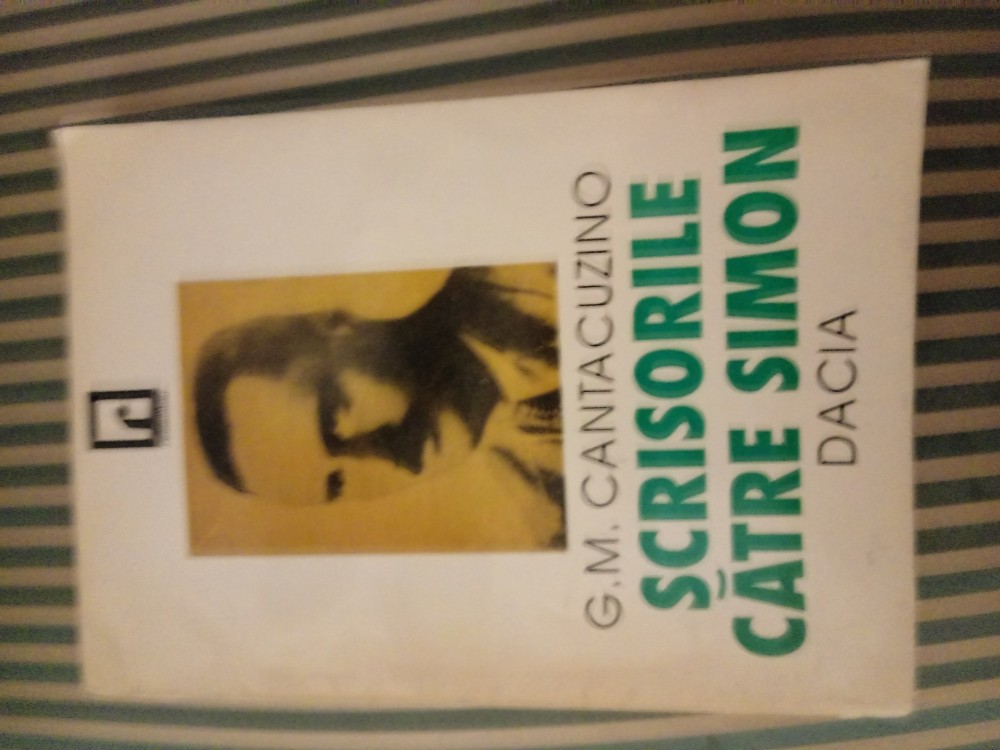 G.M. CANTACUZINO
SCRISORILE
CĂTRE SIMON
DACIA